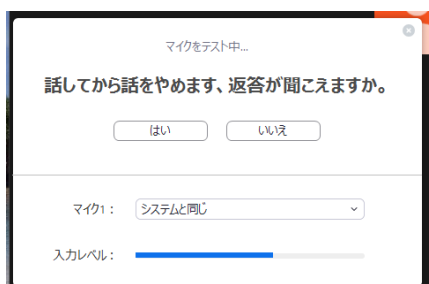 マイクをテスト中...
話してから話をやめます、返答が聞こえますか。
はい
いいえ
マイク1：
システムと同じ
入力レベル：